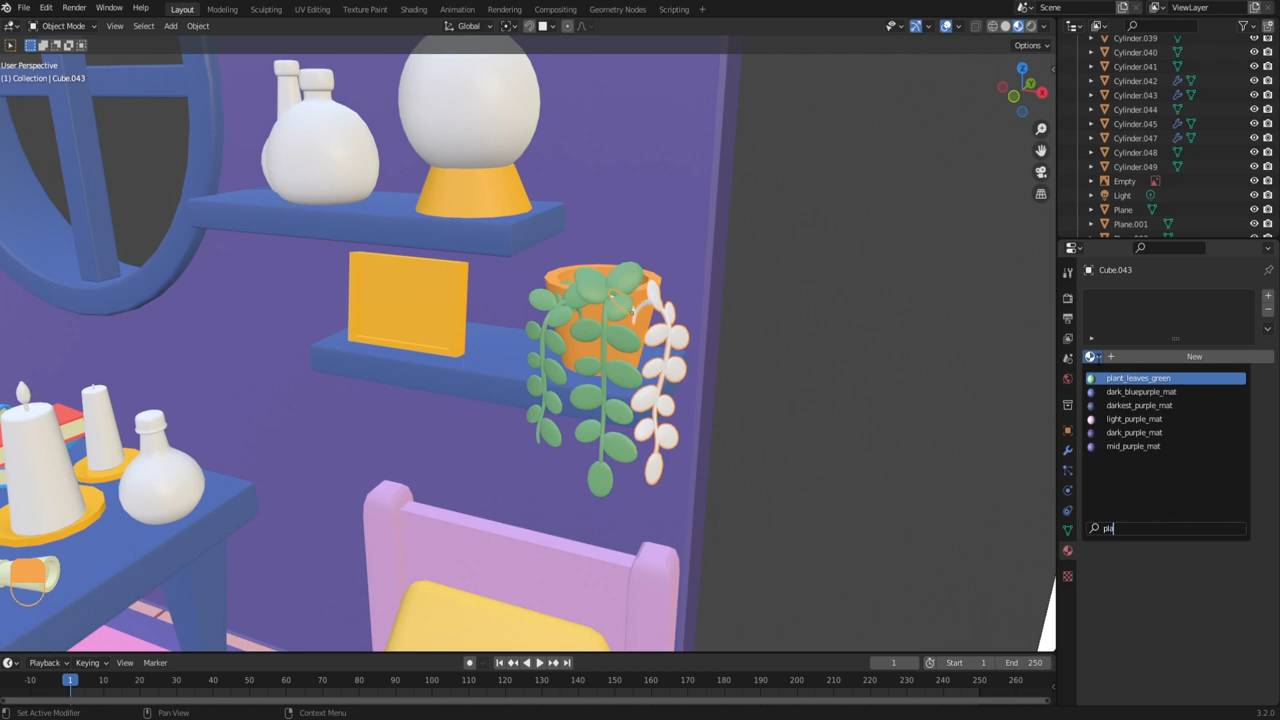 File Edit Render Window Help Layout Modeling Sculpting UV Editing Texture Paint Shading Animation Rendering Compositing Geometry Nodes Scripting Scene ViewLayer
Object Mode View Select Add Object Global
Options
User Perspective
(1) Collection | Cube.043
Z
Y
X
Cylinder.039
Cylinder.040
Cylinder.041
Cylinder.042
Cylinder.043
Cylinder.044
Cylinder.045
Cylinder.047
Cylinder.048
Cylinder.049
Empty
Light
Plane
Plane.001
Cube.043
New
plant_leaves_green
dark_bluepurple_mat
darkest_purple_mat
light_purple_mat
dark_purple_mat
mid_purple_mat
pla
Playback Keying View Marker 1 Start 1 End 250
-10 1 10 20 30 40 50 60 70 80 90 100 110 120 130 140 150 160 170 180 190 200 210 220 230 240 250 260
Set Active Modifier Pan View Context Menu 3.2.0